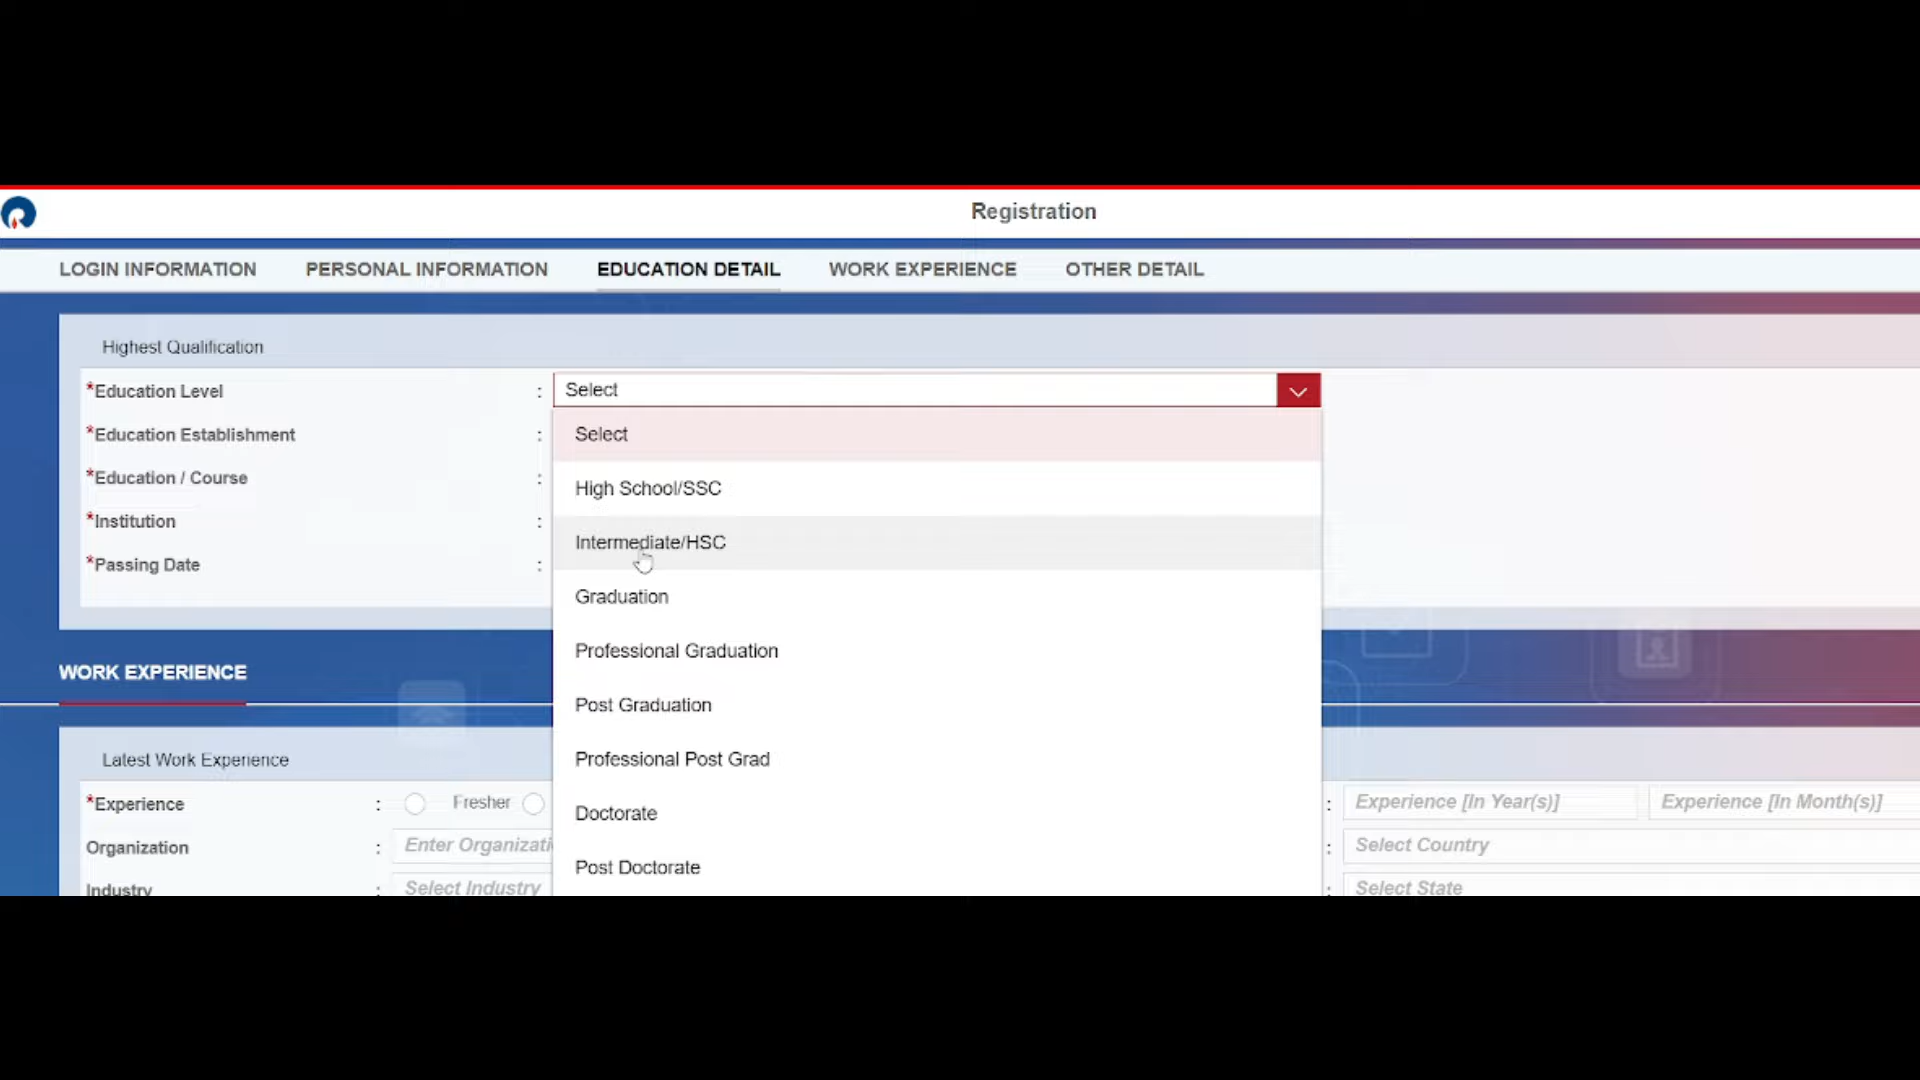 Registration
LOGIN INFORMATION PERSONAL INFORMATION EDUCATION DETAIL WORK EXPERIENCE OTHER DETAIL
Highest Qualification
*Education Level : Select
*Education Establishment :
*Education / Course :
*Institution :
*Passing Date :
Select
High School/SSC
Intermediate/HSC
Graduation
Professional Graduation
Post Graduation
Professional Post Grad
Doctorate
Post Doctorate
WORK EXPERIENCE
Latest Work Experience
*Experience : Fresher : Experience [In Year(s)] Experience [In Month(s)]
Organization : Enter Organizati : Select Country
Industry : Select Industry : Select State